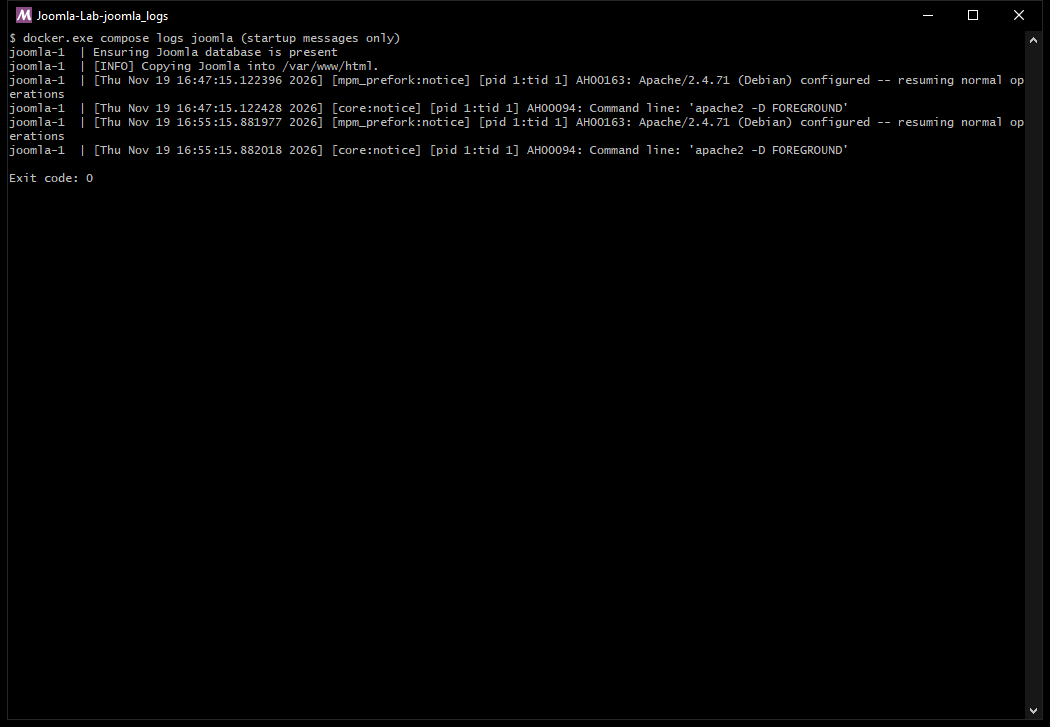 Joomla-Lab-joomla_logs
$ docker.exe compose logs joomla (startup messages only)
joomla-1  | Ensuring Joomla database is present
joomla-1  | [INFO] Copying Joomla into /var/www/html.
joomla-1  | [Thu Nov 19 16:47:15.122396 2026] [mpm_prefork:notice] [pid 1:tid 1] AH00163: Apache/2.4.71 (Debian) configured -- resuming normal op
erations
joomla-1  | [Thu Nov 19 16:47:15.122428 2026] [core:notice] [pid 1:tid 1] AH00094: Command line: 'apache2 -D FOREGROUND'
joomla-1  | [Thu Nov 19 16:55:15.881977 2026] [mpm_prefork:notice] [pid 1:tid 1] AH00163: Apache/2.4.71 (Debian) configured -- resuming normal op
erations
joomla-1  | [Thu Nov 19 16:55:15.882018 2026] [core:notice] [pid 1:tid 1] AH00094: Command line: 'apache2 -D FOREGROUND'
Exit code: 0